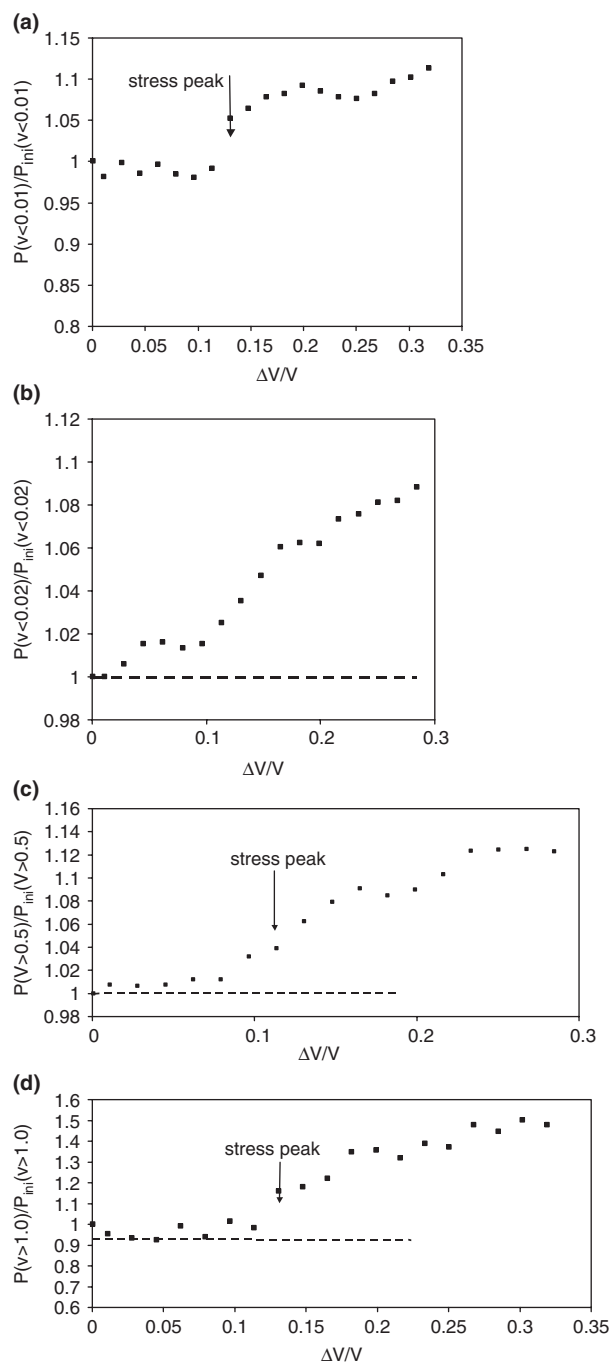 (a)
1.15
1.1
1.05
1
0.95
0.9
0.85
0.8
P(v<0.01)/Pini(v<0.01)
stress peak
0 0.05 0.1 0.15 0.2 0.25 0.3 0.35
ΔV/V
(b)
1.12
1.1
1.08
1.06
1.04
1.02
1
0.98
P(v<0.02)/Pini(v<0.02)
0 0.1 0.2 0.3
ΔV/V
(c)
1.16
1.14
1.12
1.1
1.08
1.06
1.04
1.02
1
0.98
P(V>0.5)/Pini(V>0.5)
stress peak
0 0.1 0.2 0.3
ΔV/V
(d)
1.5
1.4
1.3
1.2
1.1
1
0.9
0.8
0.7
0.6
P(v>1.0)/Pini(v>1.0)
stress peak
0 0.05 0.1 0.15 0.2 0.25 0.3 0.35
ΔV/V